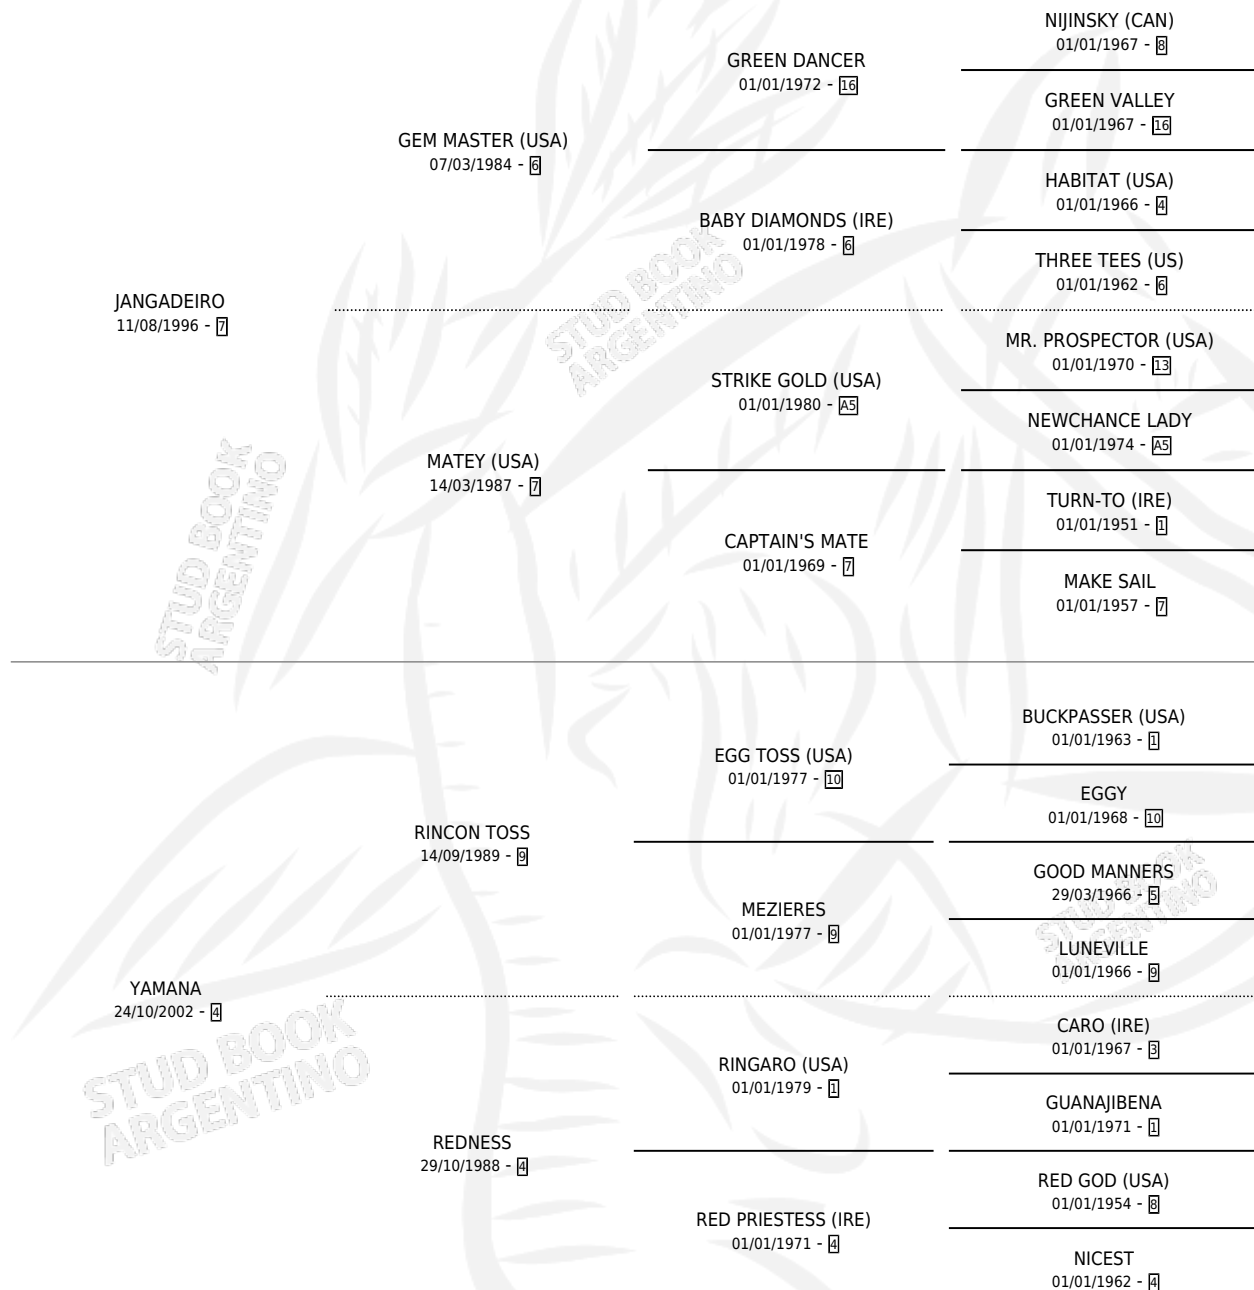 NIJINSKY (CAN)
01/01/1967 - 8
GREEN DANCER
01/01/1972 - 16
GREEN VALLEY
01/01/1967 - 16
GEM MASTER (USA)
07/03/1984 - 6
HABITAT (USA)
01/01/1966 - 4
BABY DIAMONDS (IRE)
01/01/1978 - 6
THREE TEES (US)
01/01/1962 - 6
JANGADEIRO
11/08/1996 - 7
MR. PROSPECTOR (USA)
01/01/1970 - 13
STRIKE GOLD (USA)
01/01/1980 - A5
NEWCHANCE LADY
01/01/1974 - A5
MATEY (USA)
14/03/1987 - 7
TURN-TO (IRE)
01/01/1951 - 1
CAPTAIN'S MATE
01/01/1969 - 7
MAKE SAIL
01/01/1957 - 7
BUCKPASSER (USA)
01/01/1963 - 1
EGG TOSS (USA)
01/01/1977 - 10
EGGY
01/01/1968 - 10
RINCON TOSS
14/09/1989 - 9
GOOD MANNERS
29/03/1966 - 5
MEZIERES
01/01/1977 - 9
LUNEVILLE
01/01/1966 - 9
YAMANA
24/10/2002 - 4
CARO (IRE)
01/01/1967 - 3
RINGARO (USA)
01/01/1979 - 1
GUANAJIBENA
01/01/1971 - 1
REDNESS
29/10/1988 - 4
RED GOD (USA)
01/01/1954 - 8
RED PRIESTESS (IRE)
01/01/1971 - 4
NICEST
01/01/1962 - 4
STUD BOOK
ARGENTINO
STUD BOOK
ARGENTINO
STUD BOOK
ARGENTINO
STUD BOOK
ARGENTINO